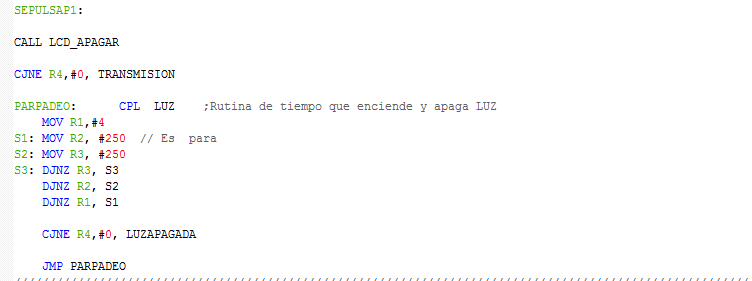 SEPULSAP1:
CALL LCD_APAGAR
CJNE R4,#0, TRANSMISION
PARPADEO:      CPL  LUZ    ;Rutina de tiempo que enciende y apaga LUZ
    MOV R1,#4
S1: MOV R2, #250  // Es  para
S2: MOV R3, #250
S3: DJNZ R3, S3
    DJNZ R2, S2
    DJNZ R1, S1
    CJNE R4,#0, LUZAPAGADA
    JMP PARPADEO